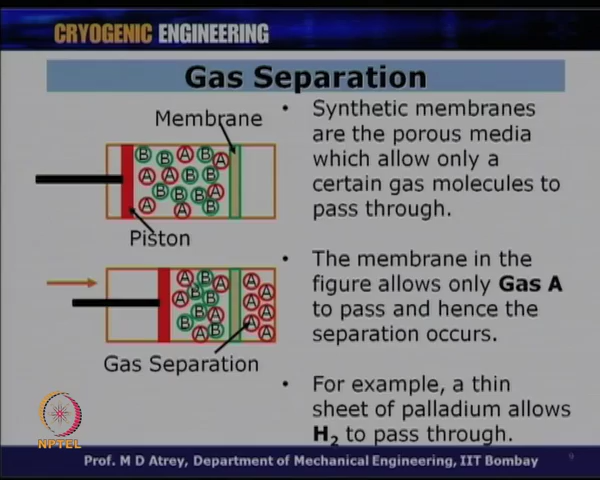 CRYOGENIC ENGINEERING
Gas Separation
Membrane
B A B
B A
A A B B
B B B B A
A A B
Piston
A B A
A B B A A
B A A A
B A B A
Gas Separation
• Synthetic membranes
are the porous media
which allow only a
certain gas molecules to
pass through.
• The membrane in the
figure allows only Gas A
to pass and hence the
separation occurs.
• For example, a thin
sheet of palladium allows
H₂ to pass through.
NPTEL
Prof. M D Atrey, Department of Mechanical Engineering, IIT Bombay
9